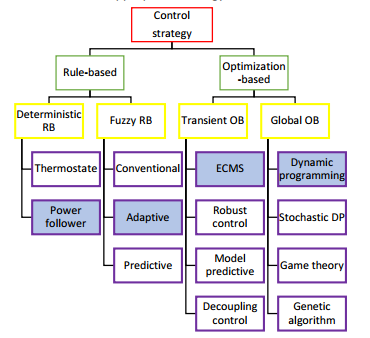 Control
strategy
Rule-based
Optimization
-based
Deterministic
RB
Fuzzy RB
Transient OB
Global OB
Thermostate
Conventional
ECMS
Dynamic
programming
Power
follower
Adaptive
Robust
control
Stochastic DP
Predictive
Model
predictive
Game theory
Decoupling
control
Genetic
algorithm